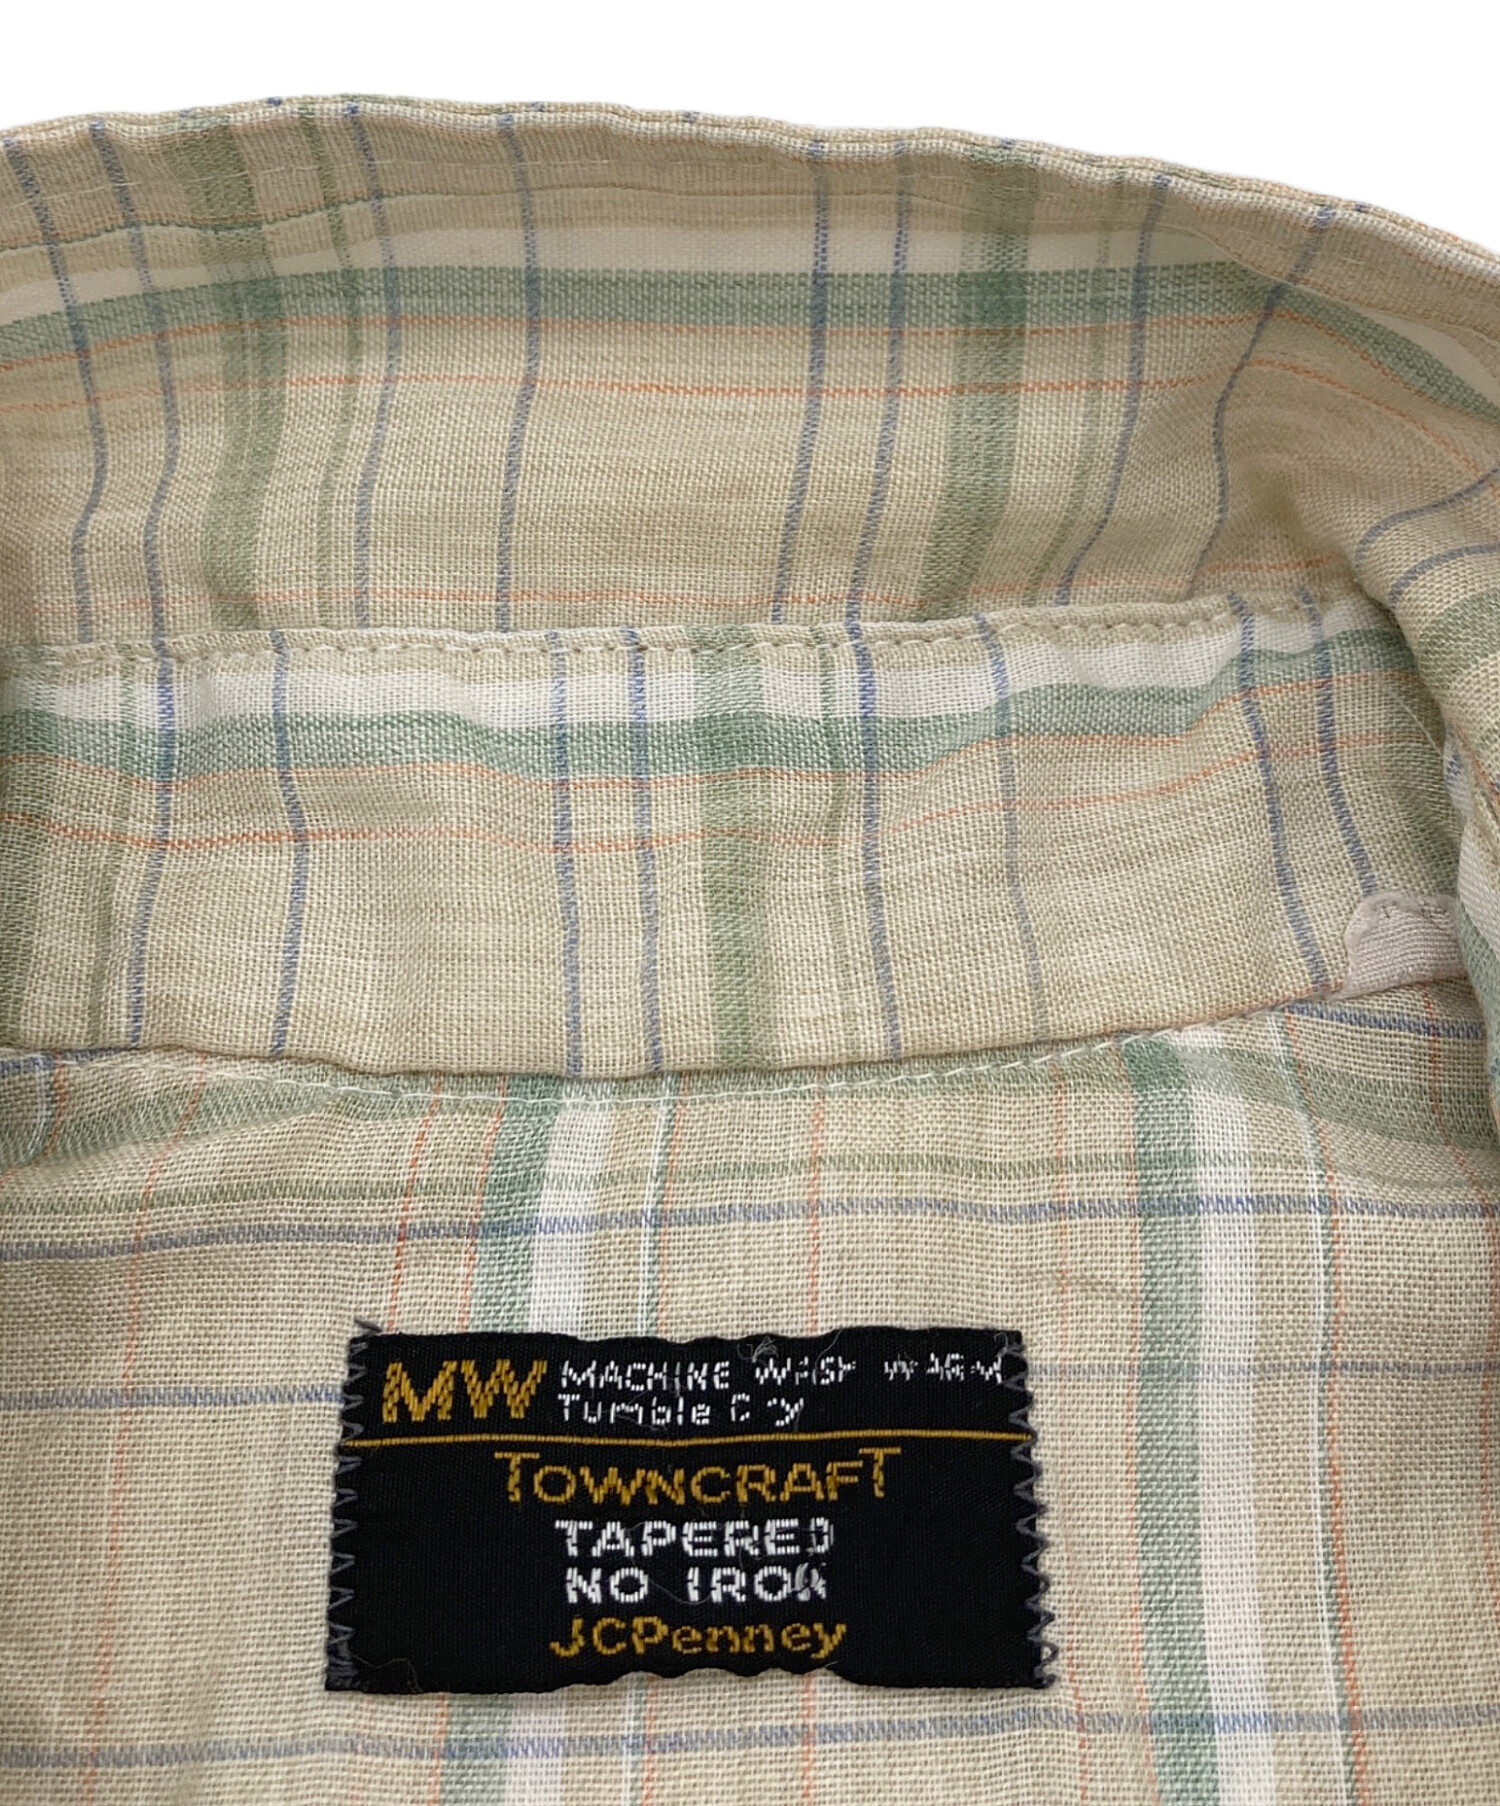 MW MACHINE WASH WARM
Tumble Dry
TOWNCRAFT
TAPERED
NO IRON
JCPenney